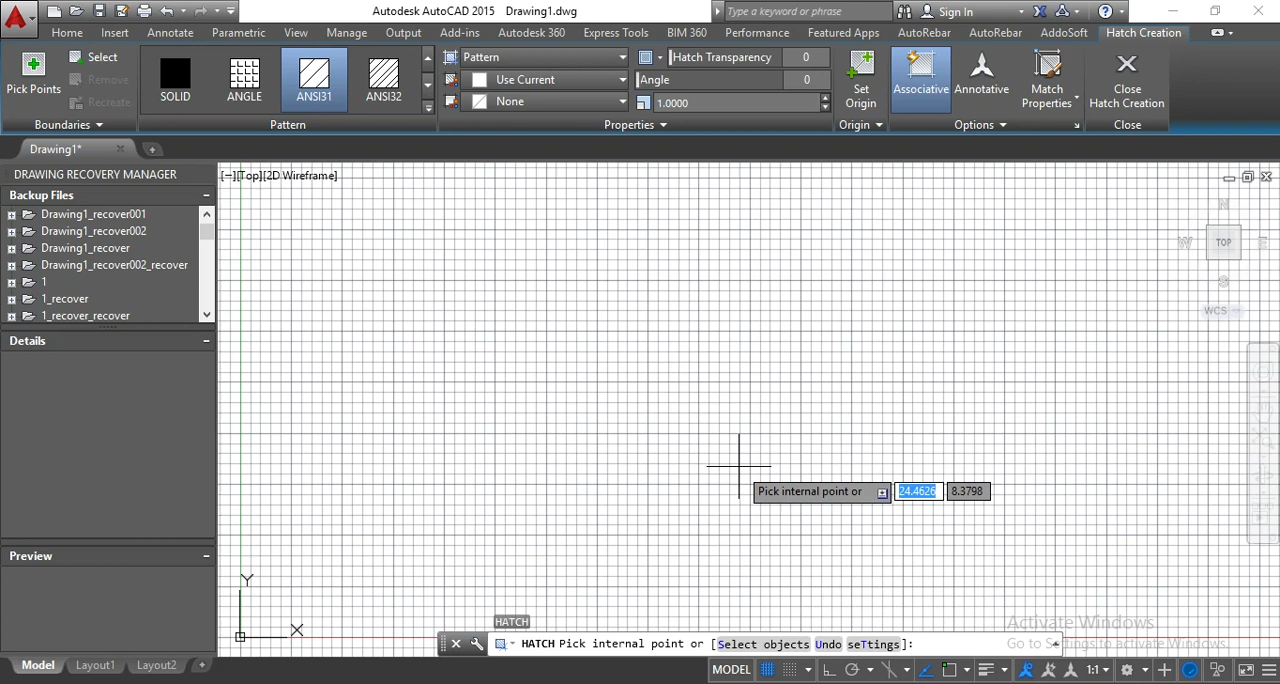 Autodesk AutoCAD 2015 Drawing1.dwg
Type a keyword or phrase
Sign In
Home Insert Annotate Parametric View Manage Output Add-ins Autodesk 360 Express Tools BIM 360 Performance Featured Apps AutoRebar AutoRebar AddoSoft Hatch Creation
Pick Points
Select
Remove
Recreate
Boundaries
SOLID ANGLE ANSI31 ANSI32
Pattern
Pattern
Use Current
None
Hatch Transparency 0
Angle 0
1.0000
Properties
Set
Origin
Origin
Associative
Annotative
Match
Properties
Options
Close
Hatch Creation
Close
Drawing1*
DRAWING RECOVERY MANAGER
Backup Files
Drawing1_recover001
Drawing1_recover002
Drawing1_recover
Drawing1_recover002_recover
1
1_recover
1_recover_recover
Details
Preview
[−][Top][2D Wireframe]
N
W TOP E
S
WCS
Pick internal point or 24.4626 8.3798
Y
X
HATCH
HATCH Pick internal point or [Select objects Undo seTtings]:
Activate Windows
Go to Settings to activate Windows.
Model Layout1 Layout2
MODEL
1:1